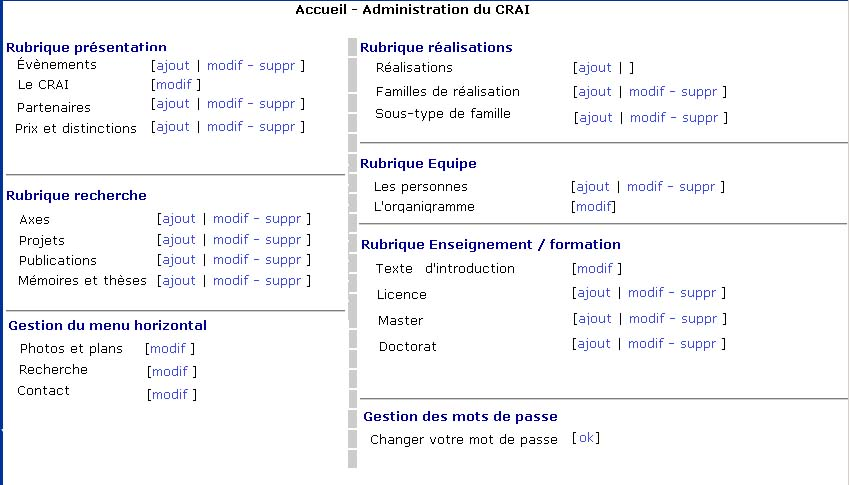 Accueil - Administration du CRAI
Rubrique présentation
Évènements [ajout | modif - suppr ]
Le CRAI [modif ]
Partenaires [ajout | modif - suppr ]
Prix et distinctions [ajout | modif - suppr ]
Rubrique recherche
Axes [ajout | modif - suppr ]
Projets [ajout | modif - suppr ]
Publications [ajout | modif - suppr ]
Mémoires et thèses [ajout | modif - suppr ]
Gestion du menu horizontal
Photos et plans [modif ]
Recherche [modif ]
Contact [modif ]
Rubrique réalisations
Réalisations [ajout | ]
Familles de réalisation [ajout | modif - suppr ]
Sous-type de famille [ajout | modif - suppr ]
Rubrique Equipe
Les personnes [ajout | modif - suppr ]
L'organigramme [modif]
Rubrique Enseignement / formation
Texte d'introduction [modif ]
Licence [ajout | modif - suppr ]
Master [ajout | modif - suppr ]
Doctorat [ajout | modif - suppr ]
Gestion des mots de passe
Changer votre mot de passe [ok]